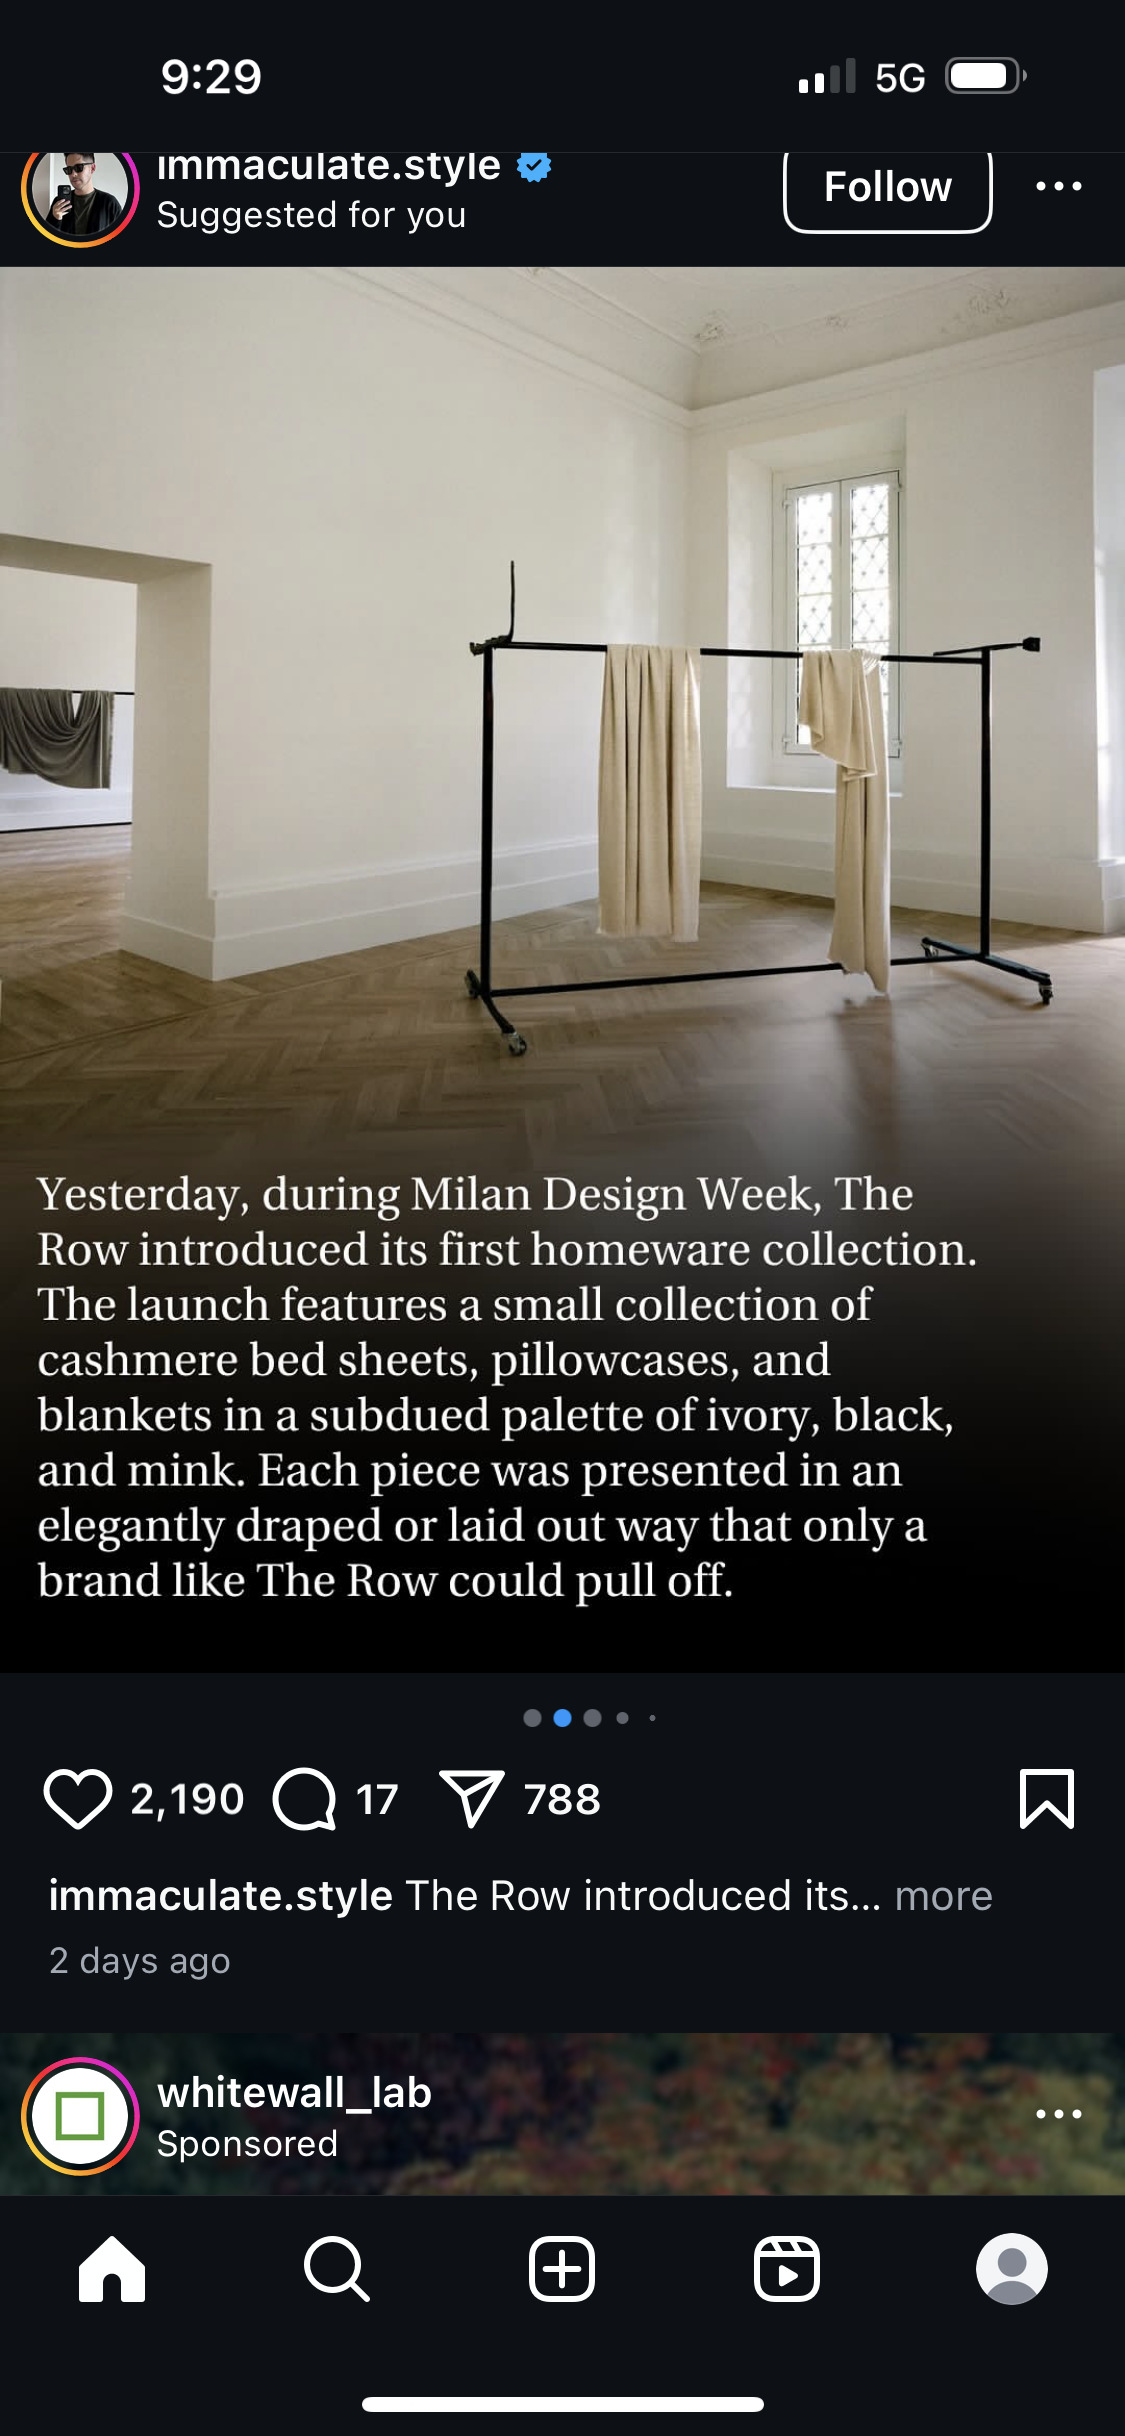 9:29
5G
immaculate.style
Suggested for you
Follow
Yesterday, during Milan Design Week, The
Row introduced its first homeware collection.
The launch features a small collection of
cashmere bed sheets, pillowcases, and
blankets in a subdued palette of ivory, black,
and mink. Each piece was presented in an
elegantly draped or laid out way that only a
brand like The Row could pull off.
2,190 17 788
immaculate.style The Row introduced its... more
2 days ago
whitewall_lab
Sponsored